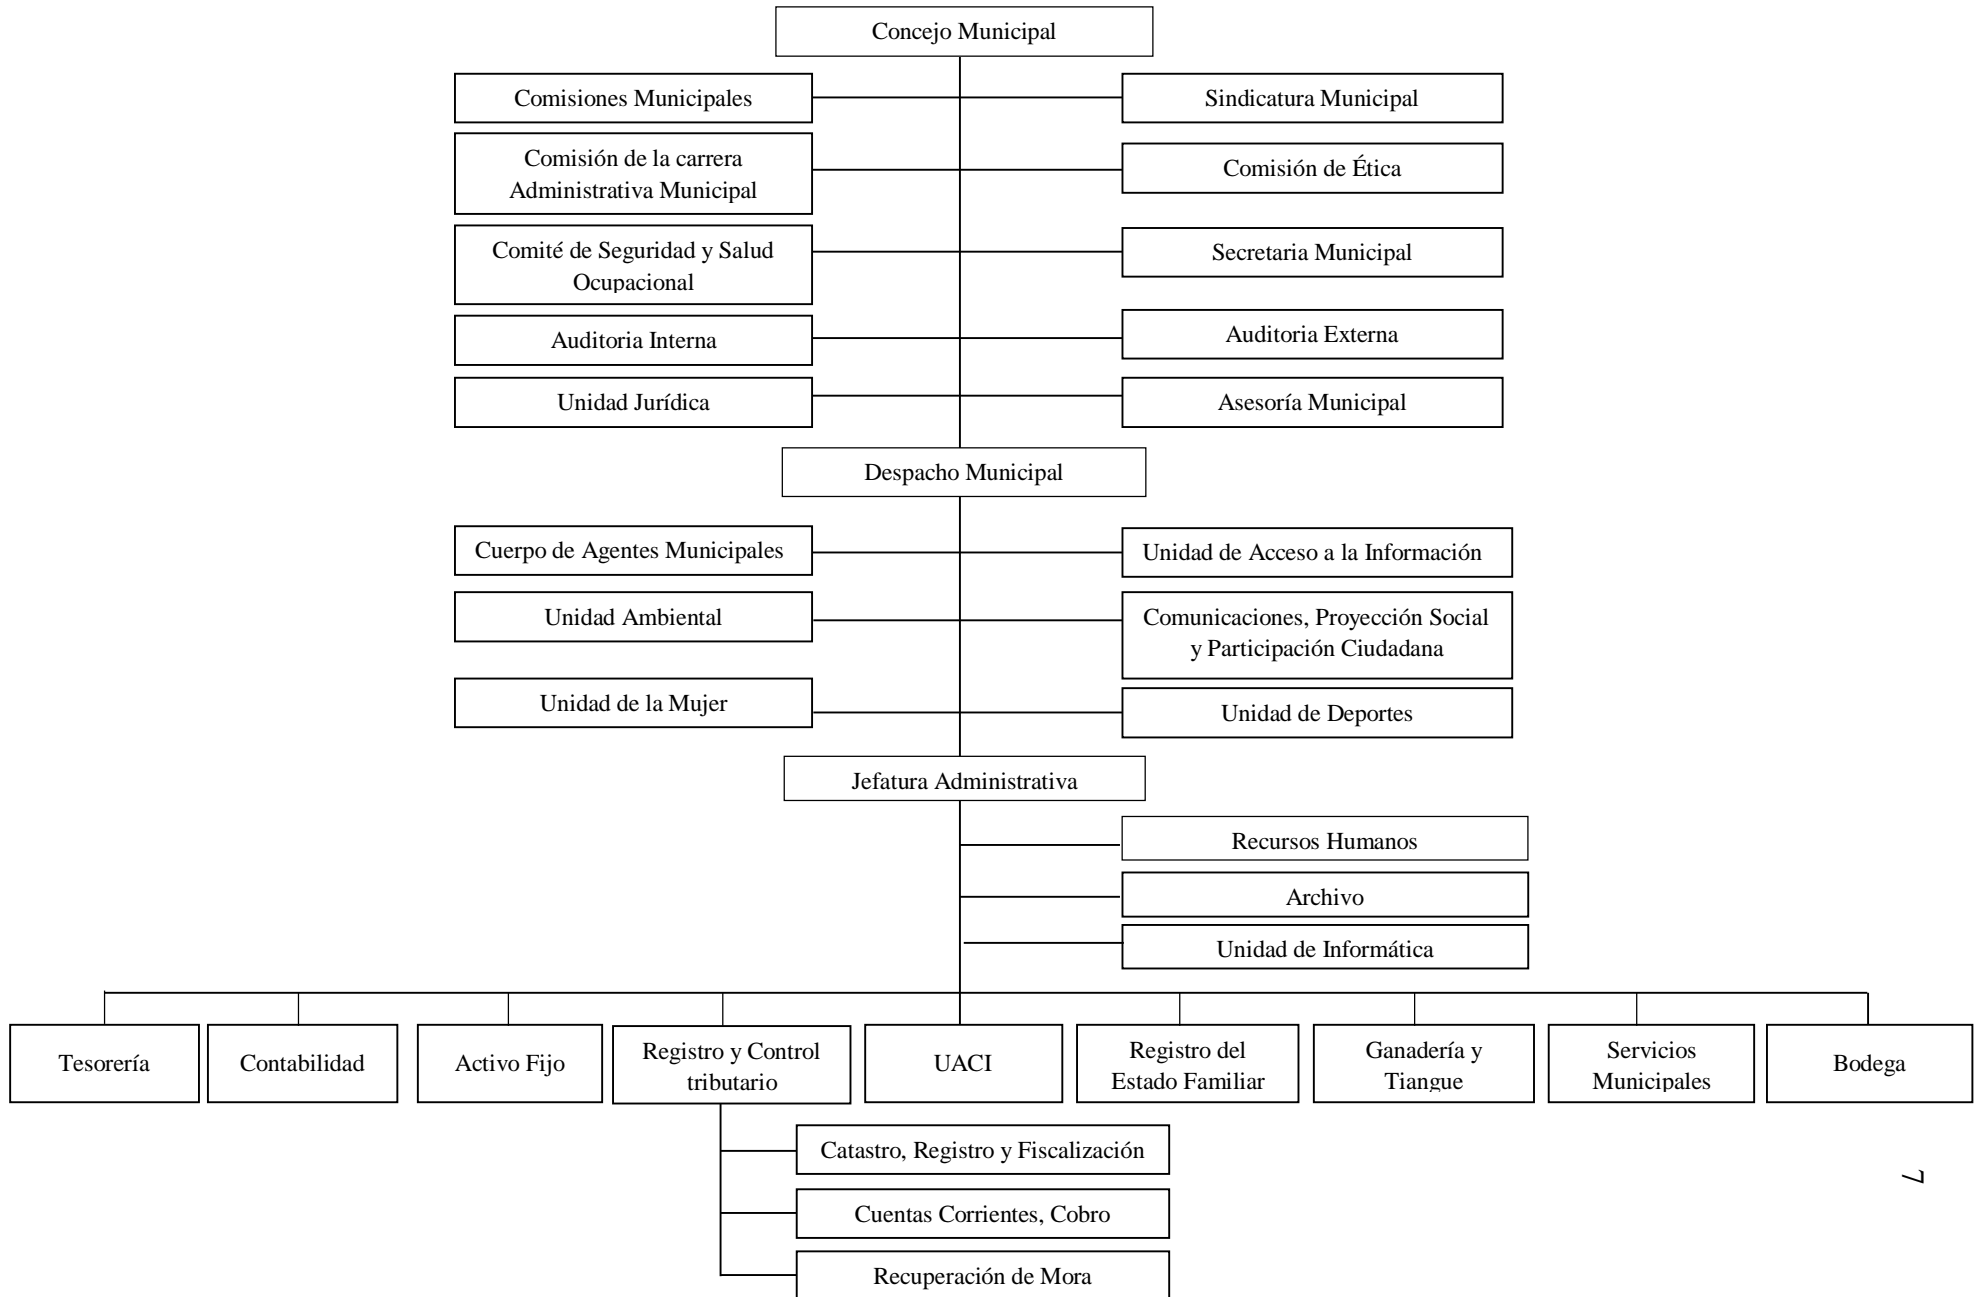 Concejo Municipal
Comisiones Municipales
Sindicatura Municipal
Comisión de la carrera
Administrativa Municipal
Comisión de Ética
Comité de Seguridad y Salud
Ocupacional
Secretaria Municipal
Auditoria Interna
Auditoria Externa
Unidad Jurídica
Asesoría Municipal
Despacho Municipal
Cuerpo de Agentes Municipales
Unidad de Acceso a la Información
Unidad Ambiental
Comunicaciones, Proyección Social
y Participación Ciudadana
Unidad de la Mujer
Unidad de Deportes
Jefatura Administrativa
Recursos Humanos
Archivo
Unidad de Informática
Tesorería
Contabilidad
Activo Fijo
Registro y Control
tributario
UACI
Registro del
Estado Familiar
Ganadería y
Tiangue
Servicios
Municipales
Bodega
Catastro, Registro y Fiscalización
Cuentas Corrientes, Cobro
Recuperación de Mora
7